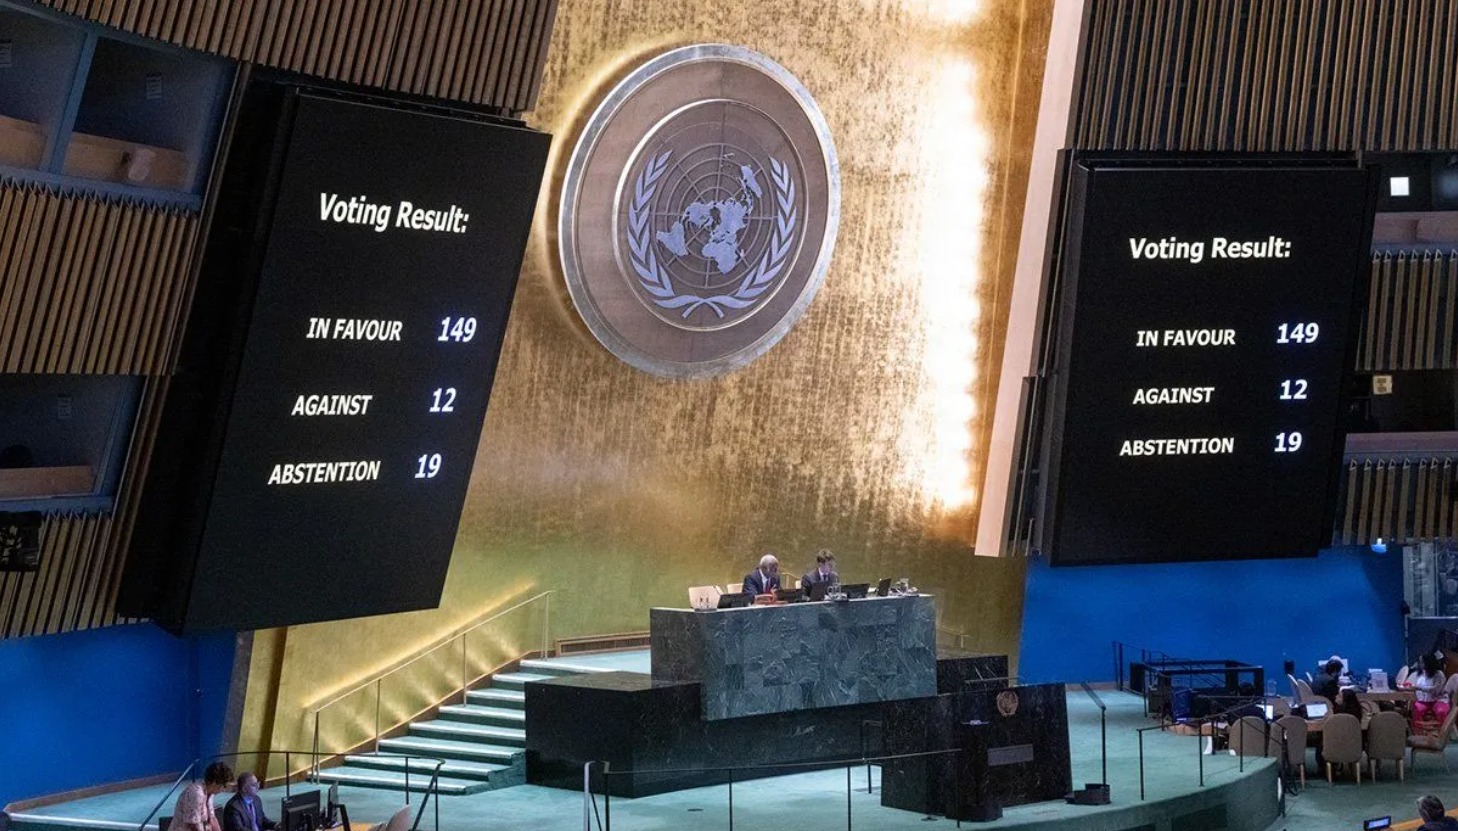 Voting Result:
IN FAVOUR 149
AGAINST 12
ABSTENTION 19
Voting Result:
IN FAVOUR 149
AGAINST 12
ABSTENTION 19